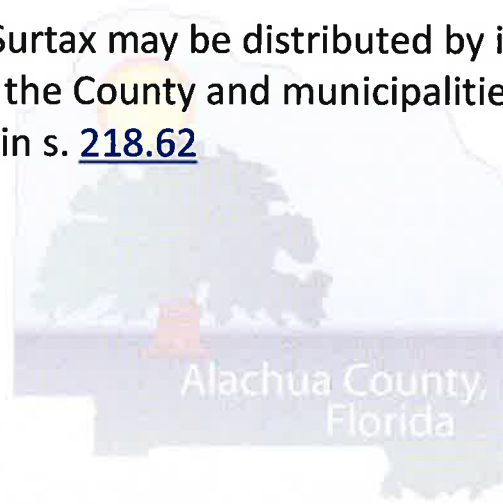 Surtax may be distributed by i
the County and municipalitie
in s. 218.62
Alachua County,
Florida